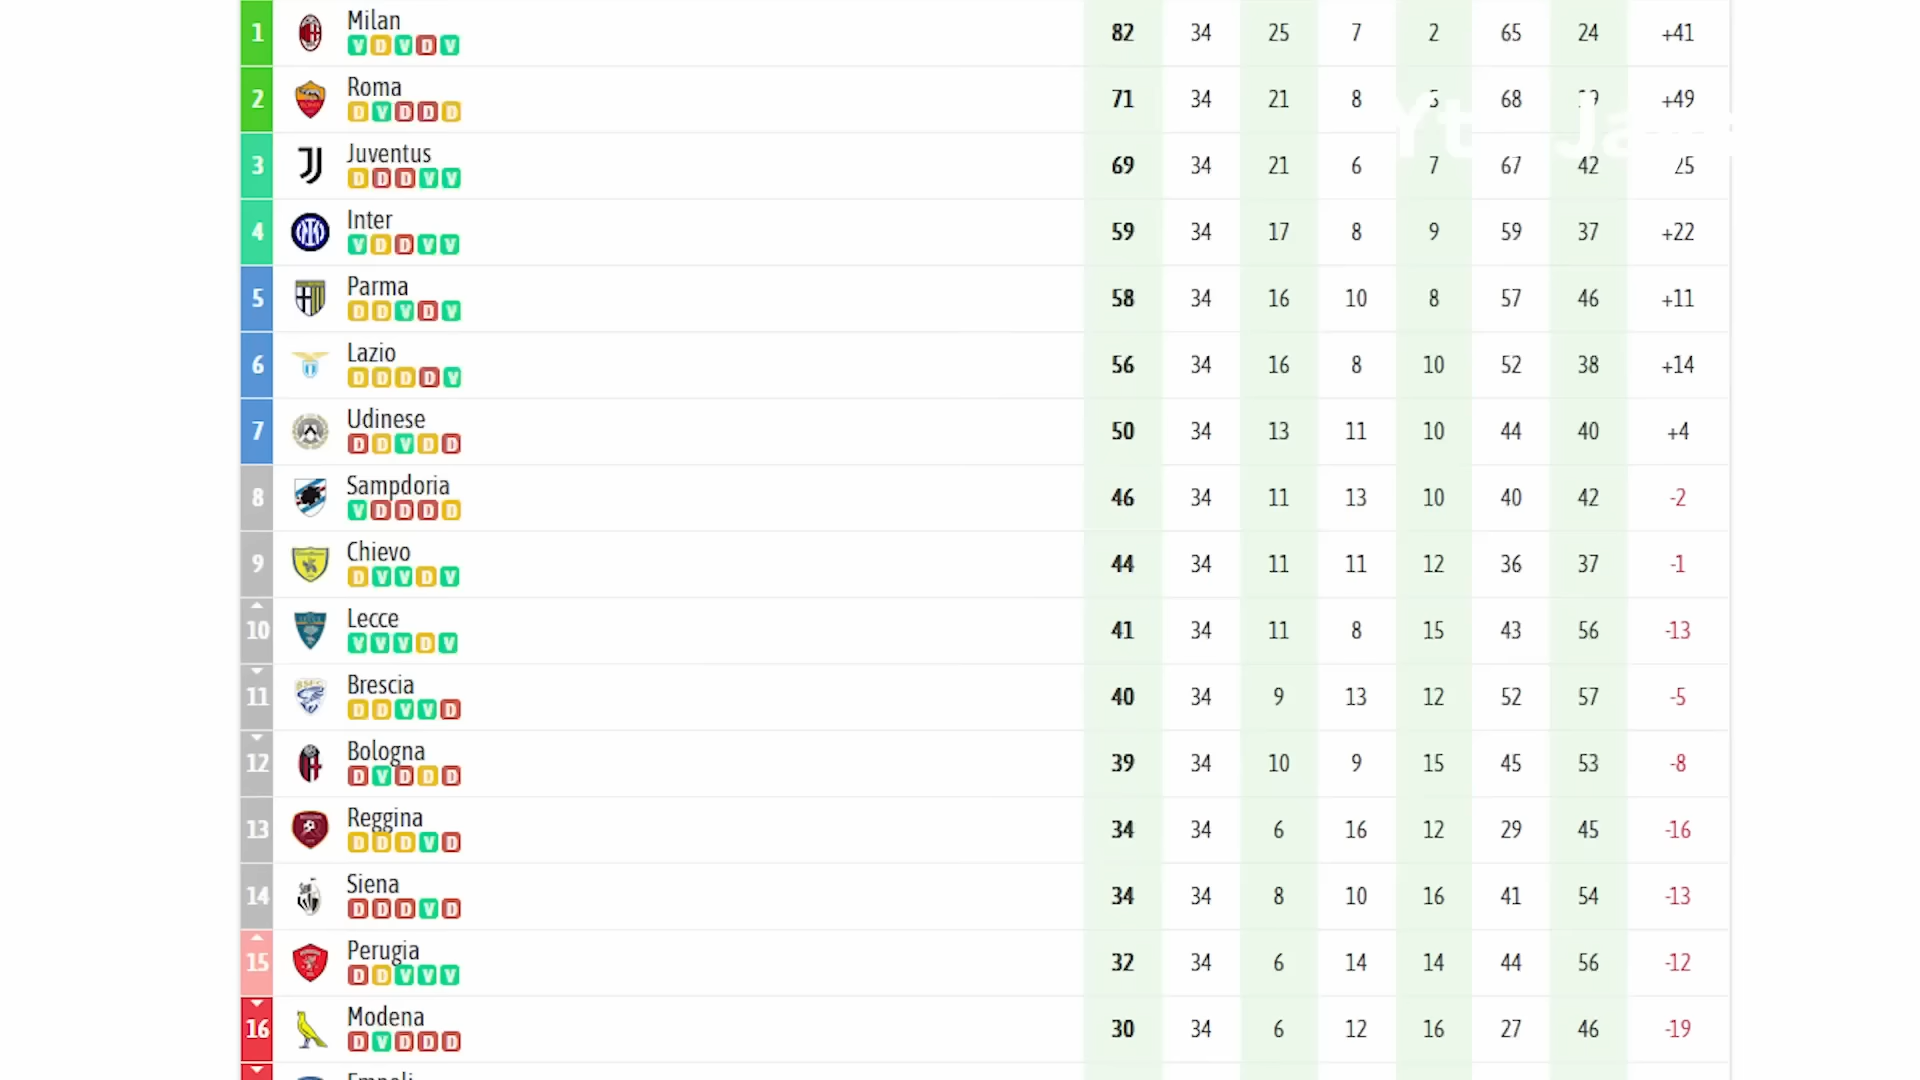 1 Milan 82 34 25 7 2 65 24 +41
V D V D V
2 Roma 71 34 21 8 5 68 19 +49
D V D D D
3 Juventus 69 34 21 6 7 67 42 25
D D D V V
4 Inter 59 34 17 8 9 59 37 +22
V D D V V
5 Parma 58 34 16 10 8 57 46 +11
D D V D V
6 Lazio 56 34 16 8 10 52 38 +14
D D D D V
7 Udinese 50 34 13 11 10 44 40 +4
D D V D D
8 Sampdoria 46 34 11 13 10 40 42 -2
V D D D D
9 Chievo 44 34 11 11 12 36 37 -1
D V V D V
10 Lecce 41 34 11 8 15 43 56 -13
V V V D V
11 Brescia 40 34 9 13 12 52 57 -5
D D V V D
12 Bologna 39 34 10 9 15 45 53 -8
D V D D D
13 Reggina 34 34 6 16 12 29 45 -16
D D D V D
14 Siena 34 34 8 10 16 41 54 -13
D D D V D
15 Perugia 32 34 6 14 14 44 56 -12
D D V V V
16 Modena 30 34 6 12 16 27 46 -19
D V D D D